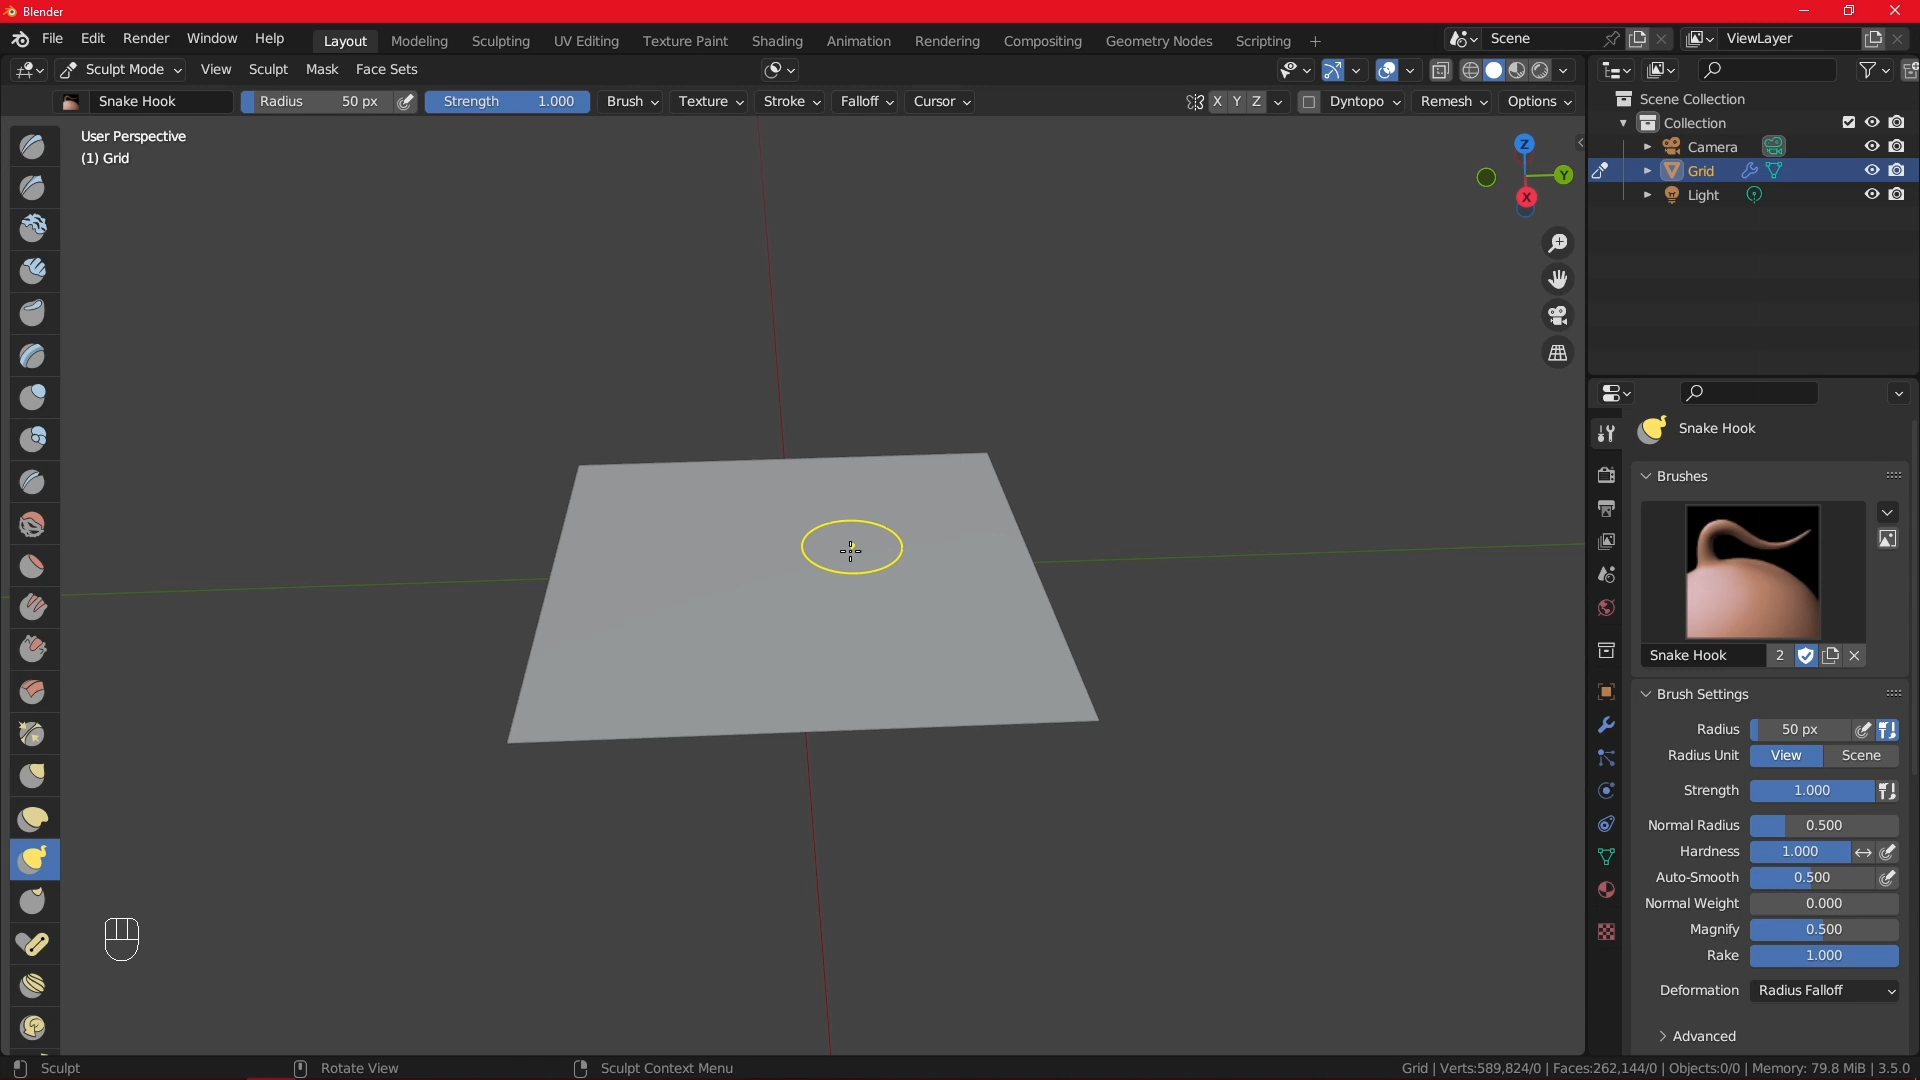 Blender
File Edit Render Window Help Layout Modeling Sculpting UV Editing Texture Paint Shading Animation Rendering Compositing Geometry Nodes Scripting + Scene ViewLayer
Sculpt Mode View Sculpt Mask Face Sets
Snake Hook Radius 50 px Strength 1.000 Brush Texture Stroke Falloff Cursor X Y Z Dyntopo Remesh Options
User Perspective
(1) Grid
Z
Y
X
Scene Collection
Collection
Camera
Grid
Light
Snake Hook
Brushes
Snake Hook 2
Brush Settings
Radius 50 px
Radius Unit View Scene
Strength 1.000
Normal Radius 0.500
Hardness 1.000
Auto-Smooth 0.500
Normal Weight 0.000
Magnify 0.500
Rake 1.000
Deformation Radius Falloff
Advanced
Sculpt Rotate View Sculpt Context Menu Grid | Verts:589,824/0 | Faces:262,144/0 | Objects:0/0 | Memory: 79.8 MiB | 3.5.0